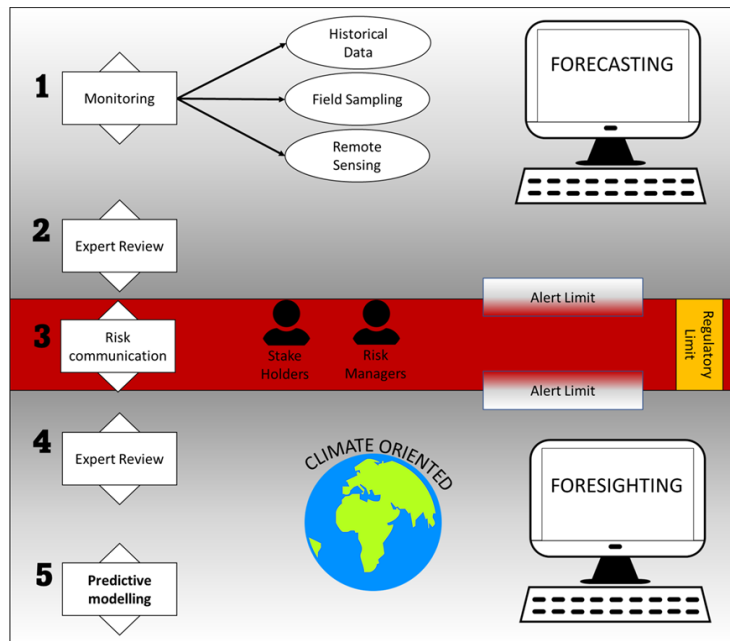 1
Monitoring
Historical
Data
Field Sampling
Remote
Sensing
FORECASTING
2
Expert Review
3
Risk
communication
Stake
Holders
Risk
Managers
Alert Limit
Alert Limit
Regulatory
Limit
4
Expert Review
CLIMATE ORIENTED
FORESIGHTING
5
Predictive
modelling